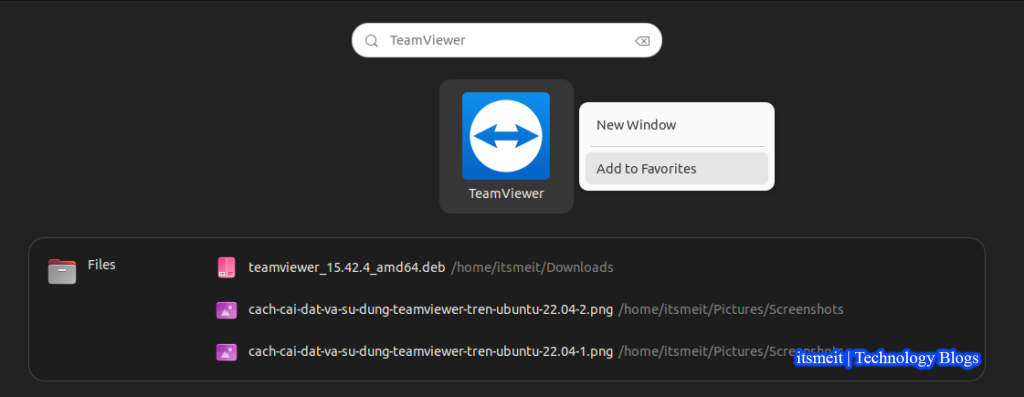 TeamViewer
TeamViewer
New Window
Add to Favorites
Files
teamviewer_15.42.4_amd64.deb /home/itsmeit/Downloads
cach-cai-dat-va-su-dung-teamviewer-tren-ubuntu-22.04-2.png /home/itsmeit/Pictures/Screenshots
cach-cai-dat-va-su-dung-teamviewer-tren-ubuntu-22.04-1.png /home/itsmeit/Pictures/Screenshots
itsmeit | Technology Blogs